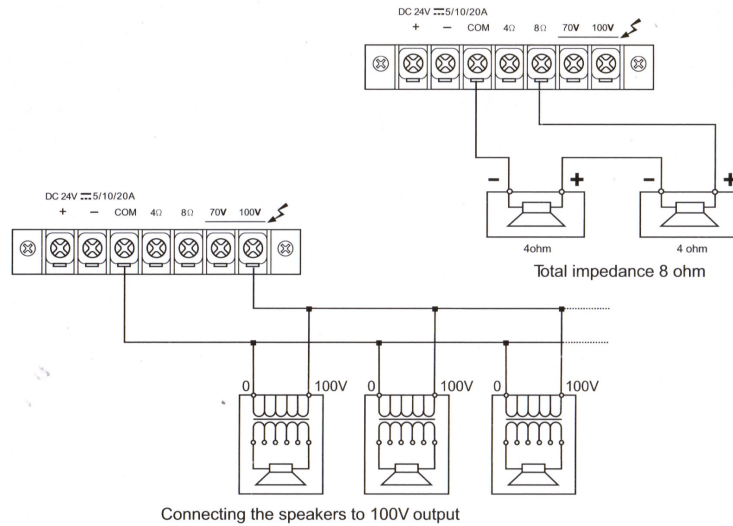 DC 24V ⎓5/10/20A
+ − COM 4Ω 8Ω 70V 100V
− + − +
4ohm 4 ohm
Total impedance 8 ohm
DC 24V ⎓5/10/20A
+ − COM 4Ω 8Ω 70V 100V
0 100V 0 100V 0 100V
Connecting the speakers to 100V output